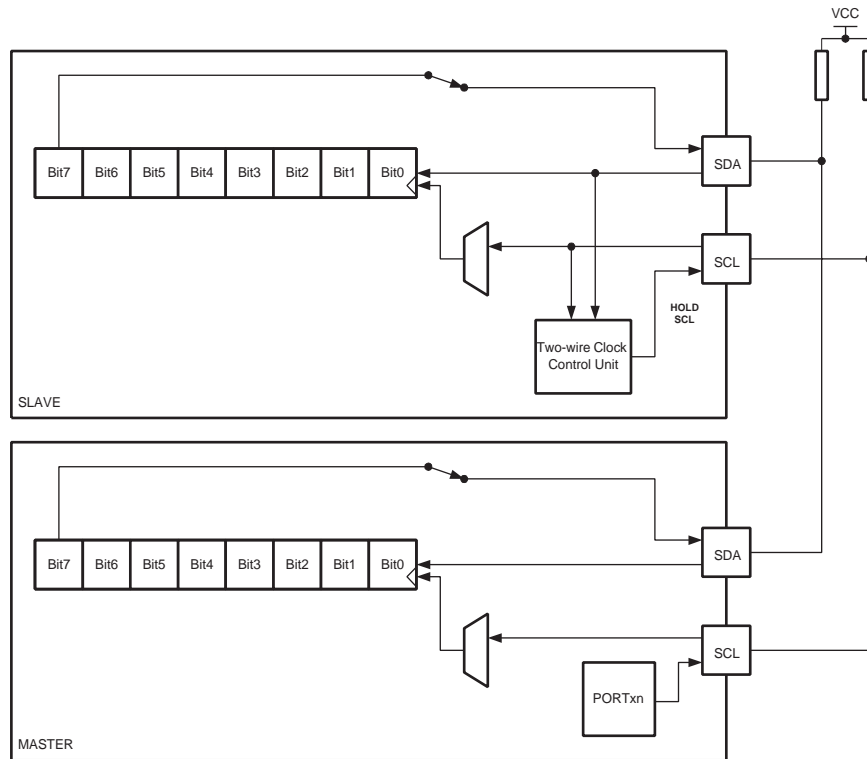 VCC
Bit7 Bit6 Bit5 Bit4 Bit3 Bit2 Bit1 Bit0
SDA
SCL
HOLD
SCL
Two-wire Clock
Control Unit
SLAVE
Bit7 Bit6 Bit5 Bit4 Bit3 Bit2 Bit1 Bit0
SDA
SCL
PORTxn
MASTER